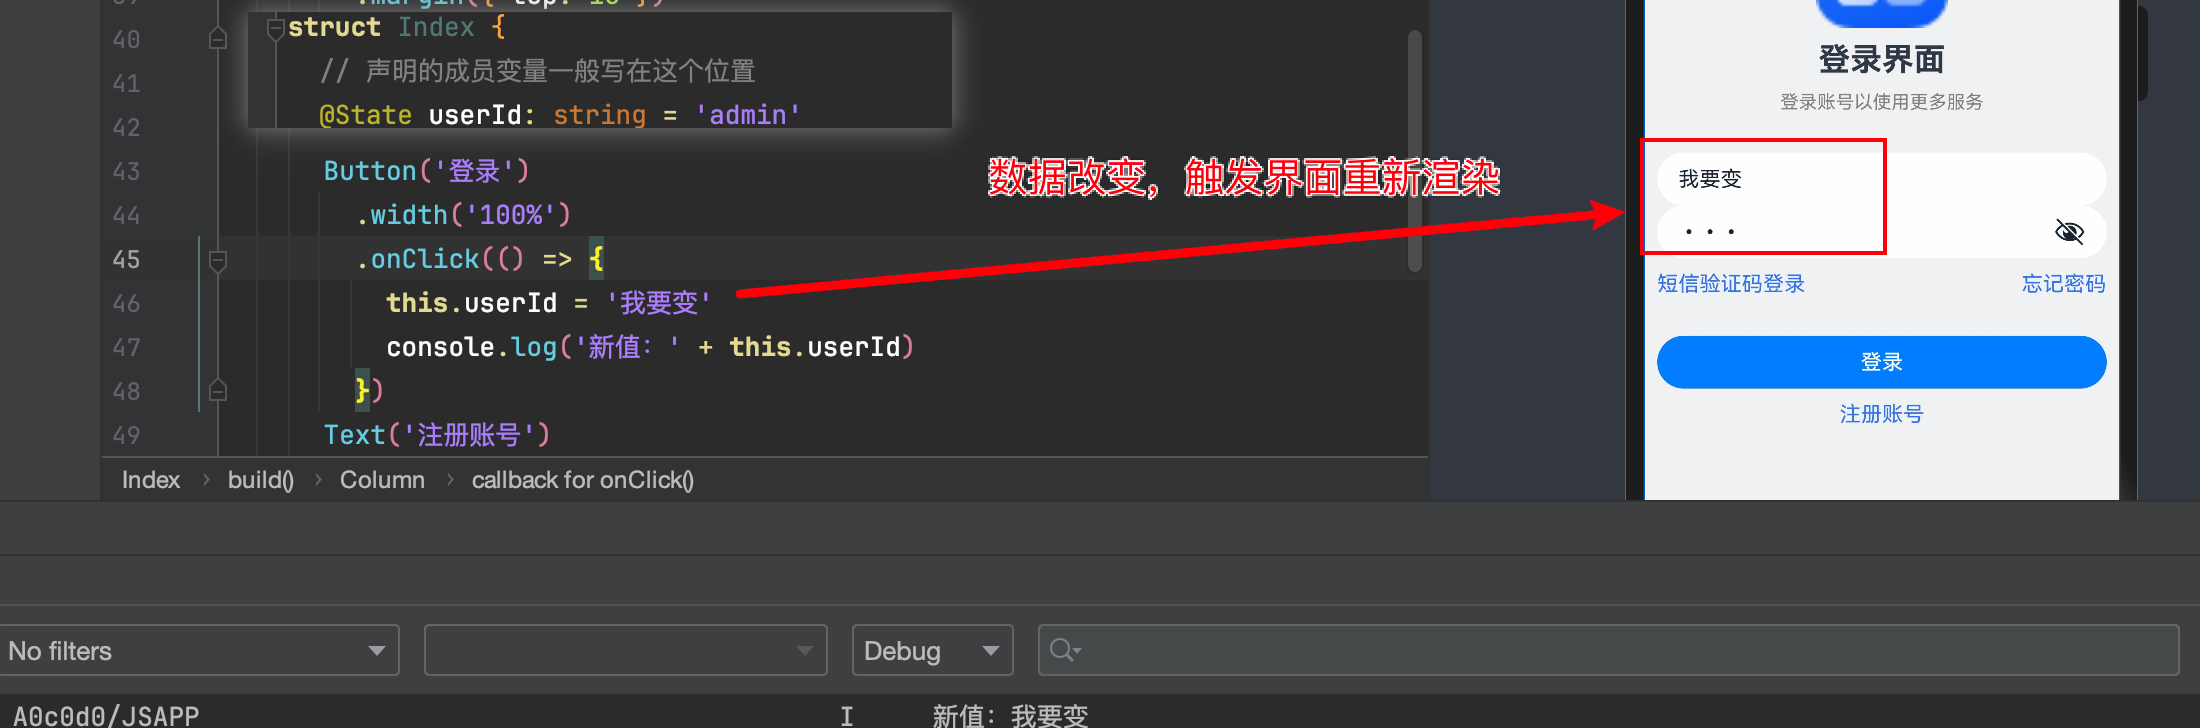 40
struct Index {
41
// 声明的成员变量一般写在这个位置
42
@State userId: string = 'admin'
43
Button('登录')
44
.width('100%')
45
.onClick(() => {
46
this.userId = '我要变'
47
console.log('新值：' + this.userId)
48
})
49
Text('注册账号')
Index › build() › Column › callback for onClick()
数据改变，触发界面重新渲染
登录界面
登录账号以使用更多服务
我要变
···
短信验证码登录 忘记密码
登录
注册账号
No filters
Debug
A0c0d0/JSAPP I 新值：我要变